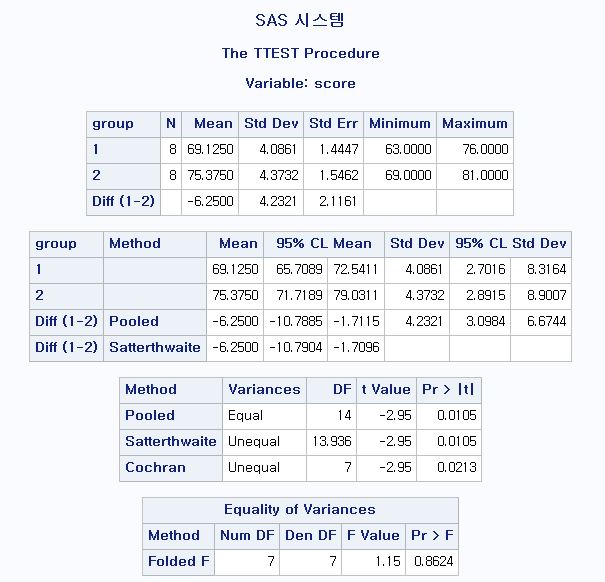 SAS 시스템
The TTEST Procedure
Variable: score
group N Mean Std Dev Std Err Minimum Maximum
1 8 69.1250 4.0861 1.4447 63.0000 76.0000
2 8 75.3750 4.3732 1.5462 69.0000 81.0000
Diff (1-2) -6.2500 4.2321 2.1161
group Method Mean 95% CL Mean Std Dev 95% CL Std Dev
1 69.1250 65.7089 72.5411 4.0861 2.7016 8.3164
2 75.3750 71.7189 79.0311 4.3732 2.8915 8.9007
Diff (1-2) Pooled -6.2500 -10.7885 -1.7115 4.2321 3.0984 6.6744
Diff (1-2) Satterthwaite -6.2500 -10.7904 -1.7096
Method Variances DF t Value Pr > |t|
Pooled Equal 14 -2.95 0.0105
Satterthwaite Unequal 13.936 -2.95 0.0105
Cochran Unequal 7 -2.95 0.0213
Equality of Variances
Method Num DF Den DF F Value Pr > F
Folded F 7 7 1.15 0.8624